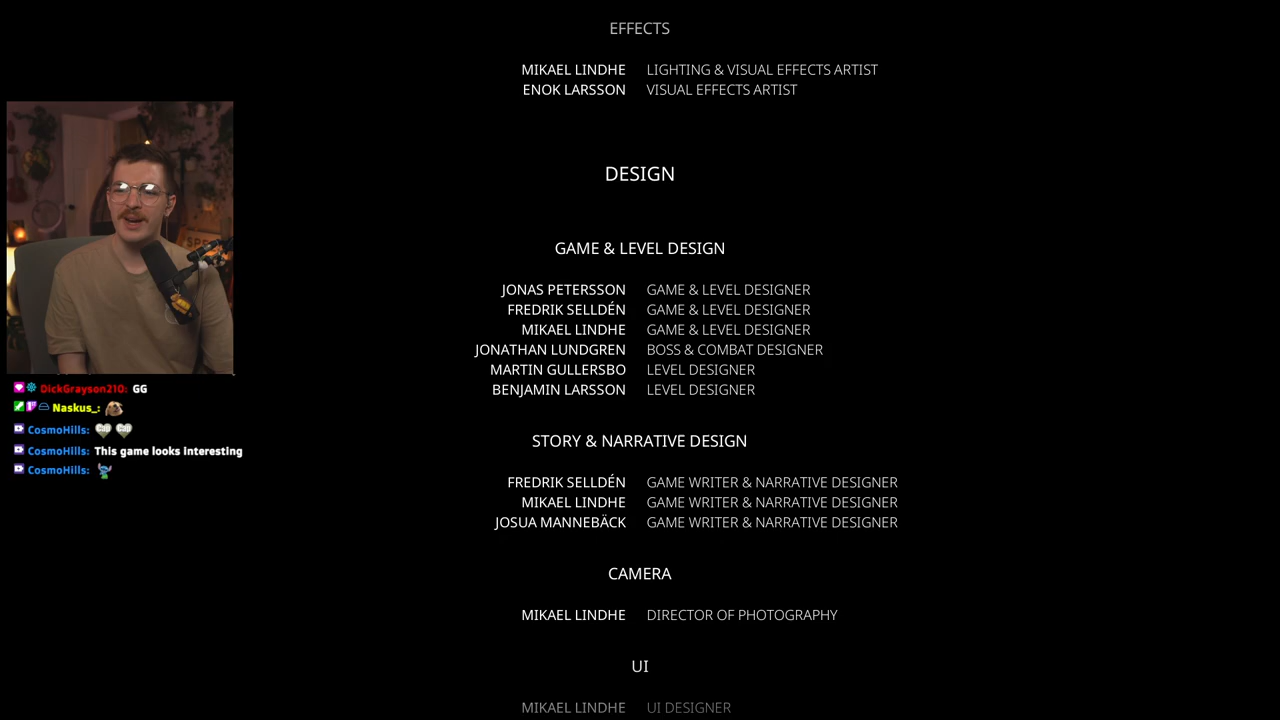 EFFECTS
MIKAEL LINDHE LIGHTING & VISUAL EFFECTS ARTIST
ENOK LARSSON VISUAL EFFECTS ARTIST
DESIGN
GAME & LEVEL DESIGN
JONAS PETERSSON GAME & LEVEL DESIGNER
FREDRIK SELLDÉN GAME & LEVEL DESIGNER
MIKAEL LINDHE GAME & LEVEL DESIGNER
JONATHAN LUNDGREN BOSS & COMBAT DESIGNER
MARTIN GULLERSBO LEVEL DESIGNER
BENJAMIN LARSSON LEVEL DESIGNER
STORY & NARRATIVE DESIGN
FREDRIK SELLDÉN GAME WRITER & NARRATIVE DESIGNER
MIKAEL LINDHE GAME WRITER & NARRATIVE DESIGNER
JOSUA MANNEBÄCK GAME WRITER & NARRATIVE DESIGNER
CAMERA
MIKAEL LINDHE DIRECTOR OF PHOTOGRAPHY
UI
MIKAEL LINDHE UI DESIGNER
SPS
DickGrayson210: GG
Naskus_:
CosmoHills:
CosmoHills: This game looks interesting
CosmoHills: